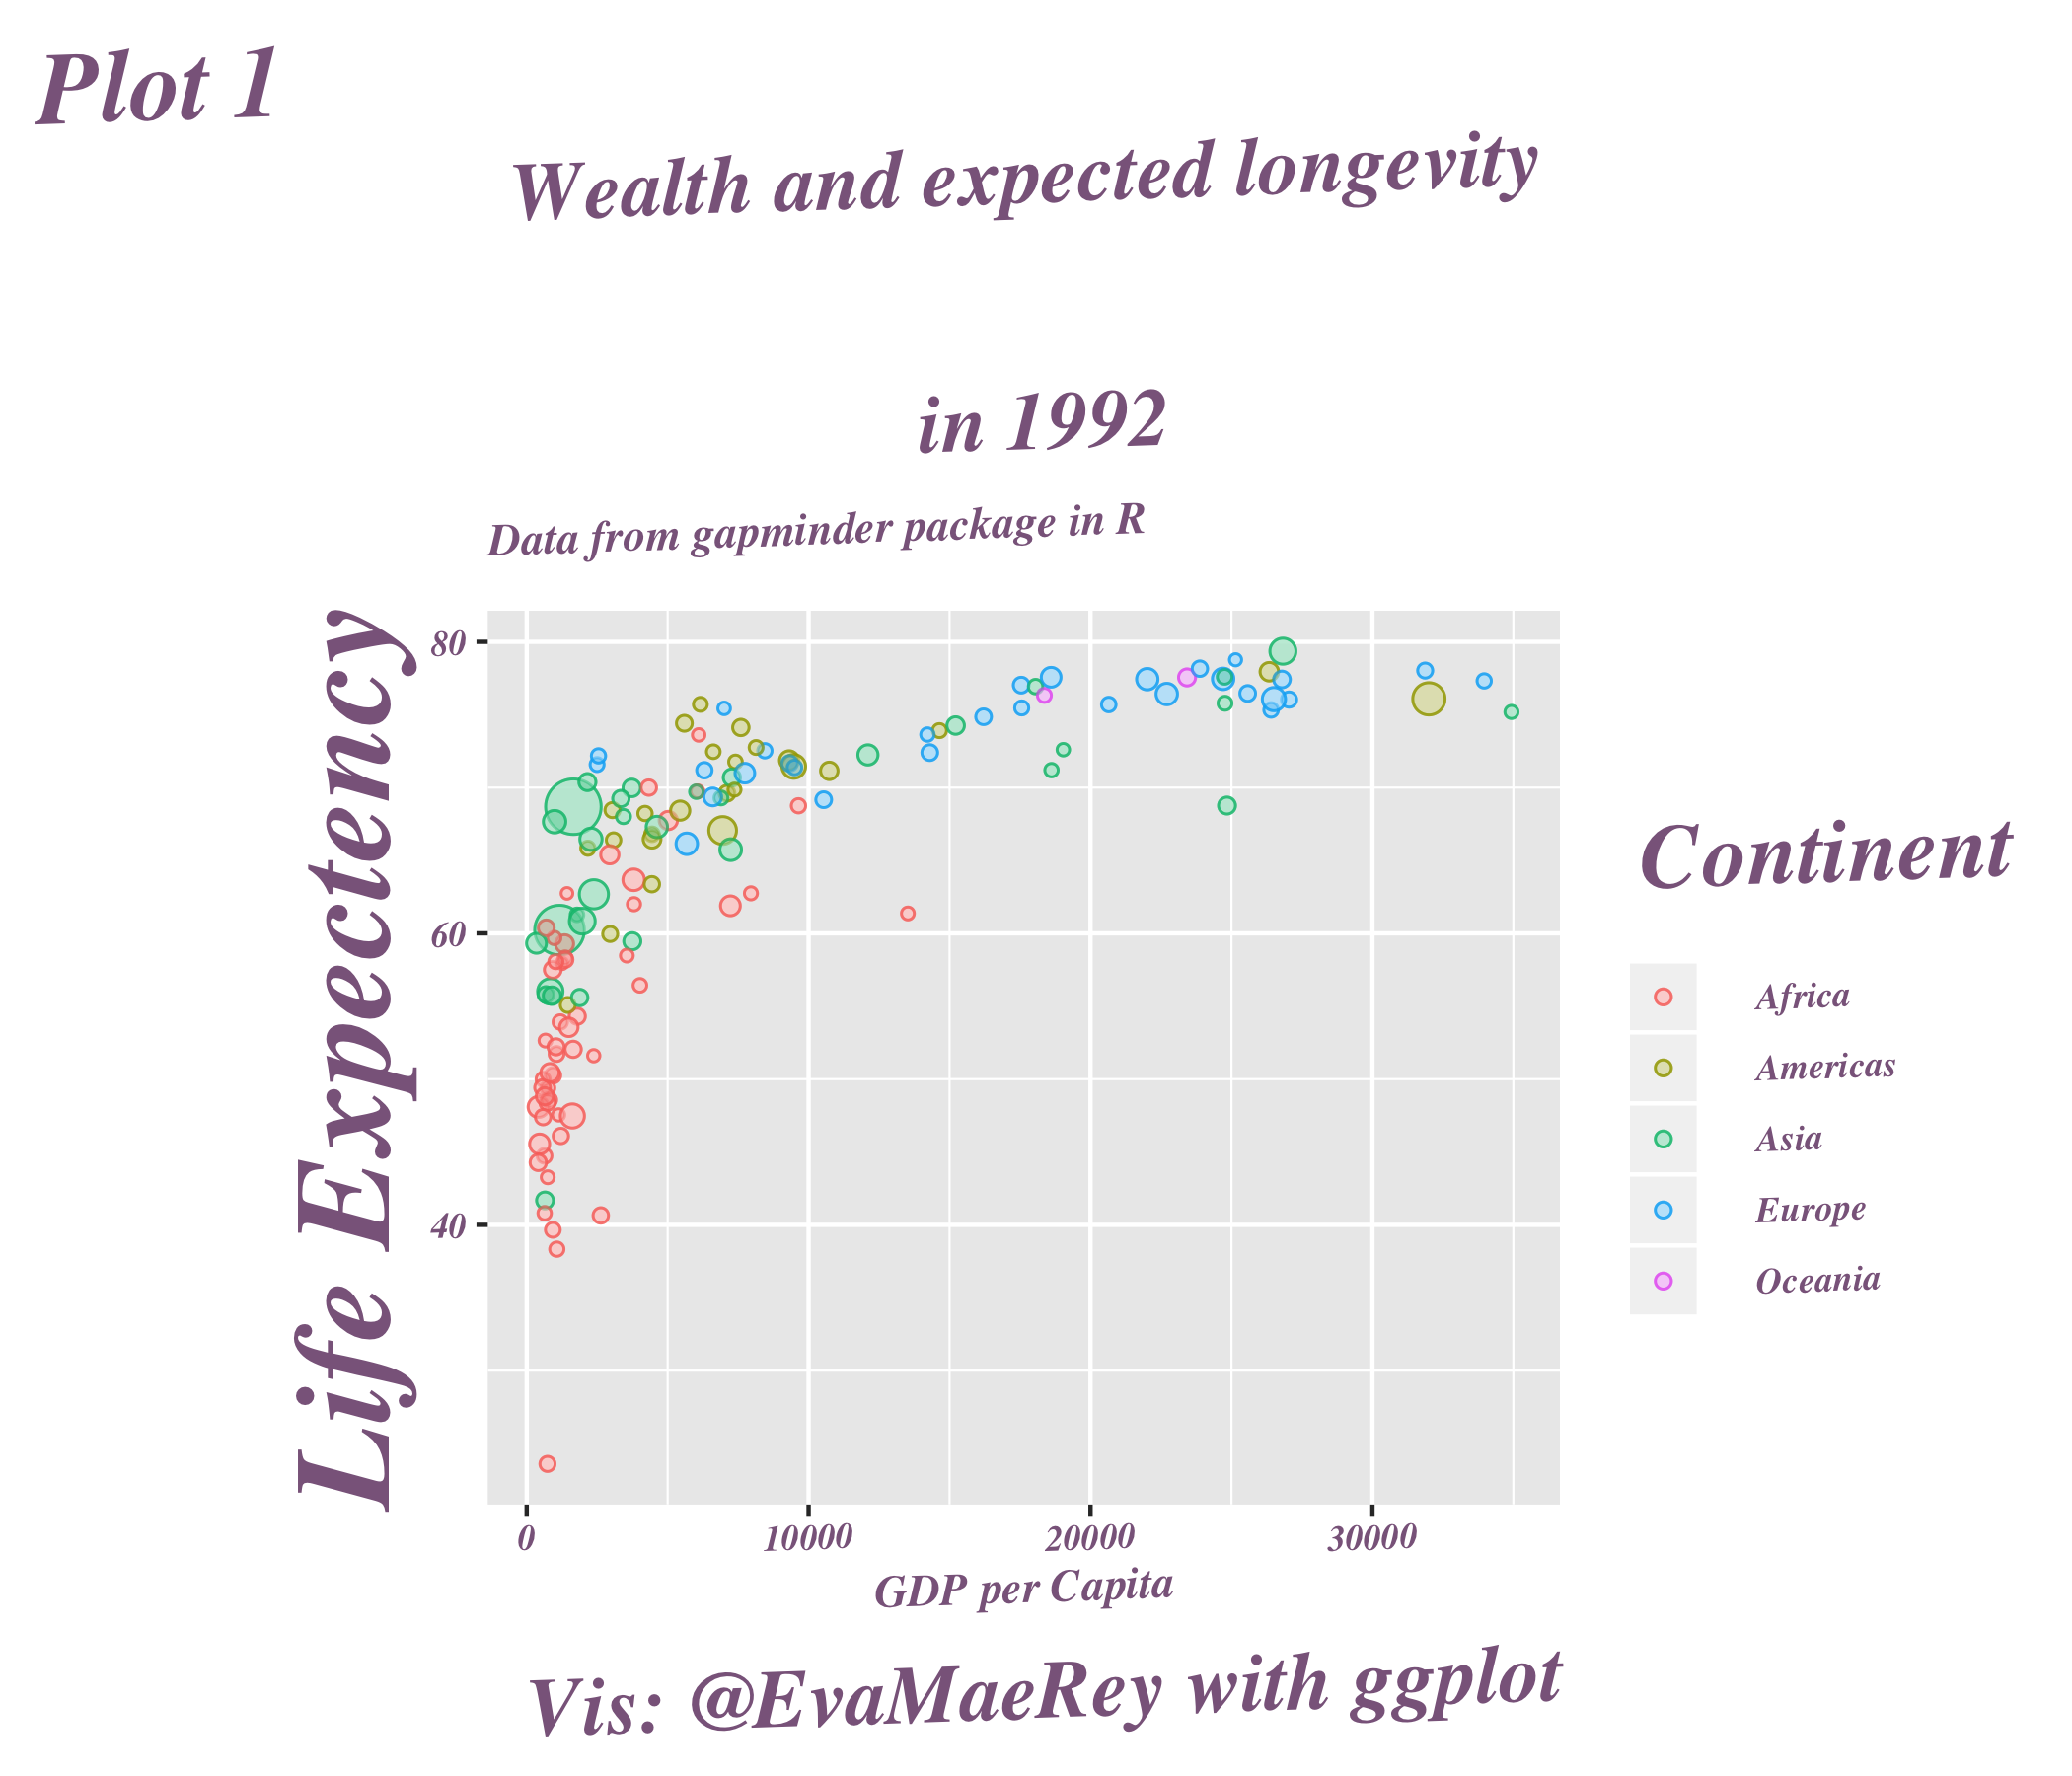 Plot 1
Wealth and expected longevity
in 1992
Data from gapminder package in R
Life Expectency
80
60
40
0 10000 20000 30000
GDP per Capita
Continent
Africa
Americas
Asia
Europe
Oceania
Vis: @EvaMaeRey with ggplot